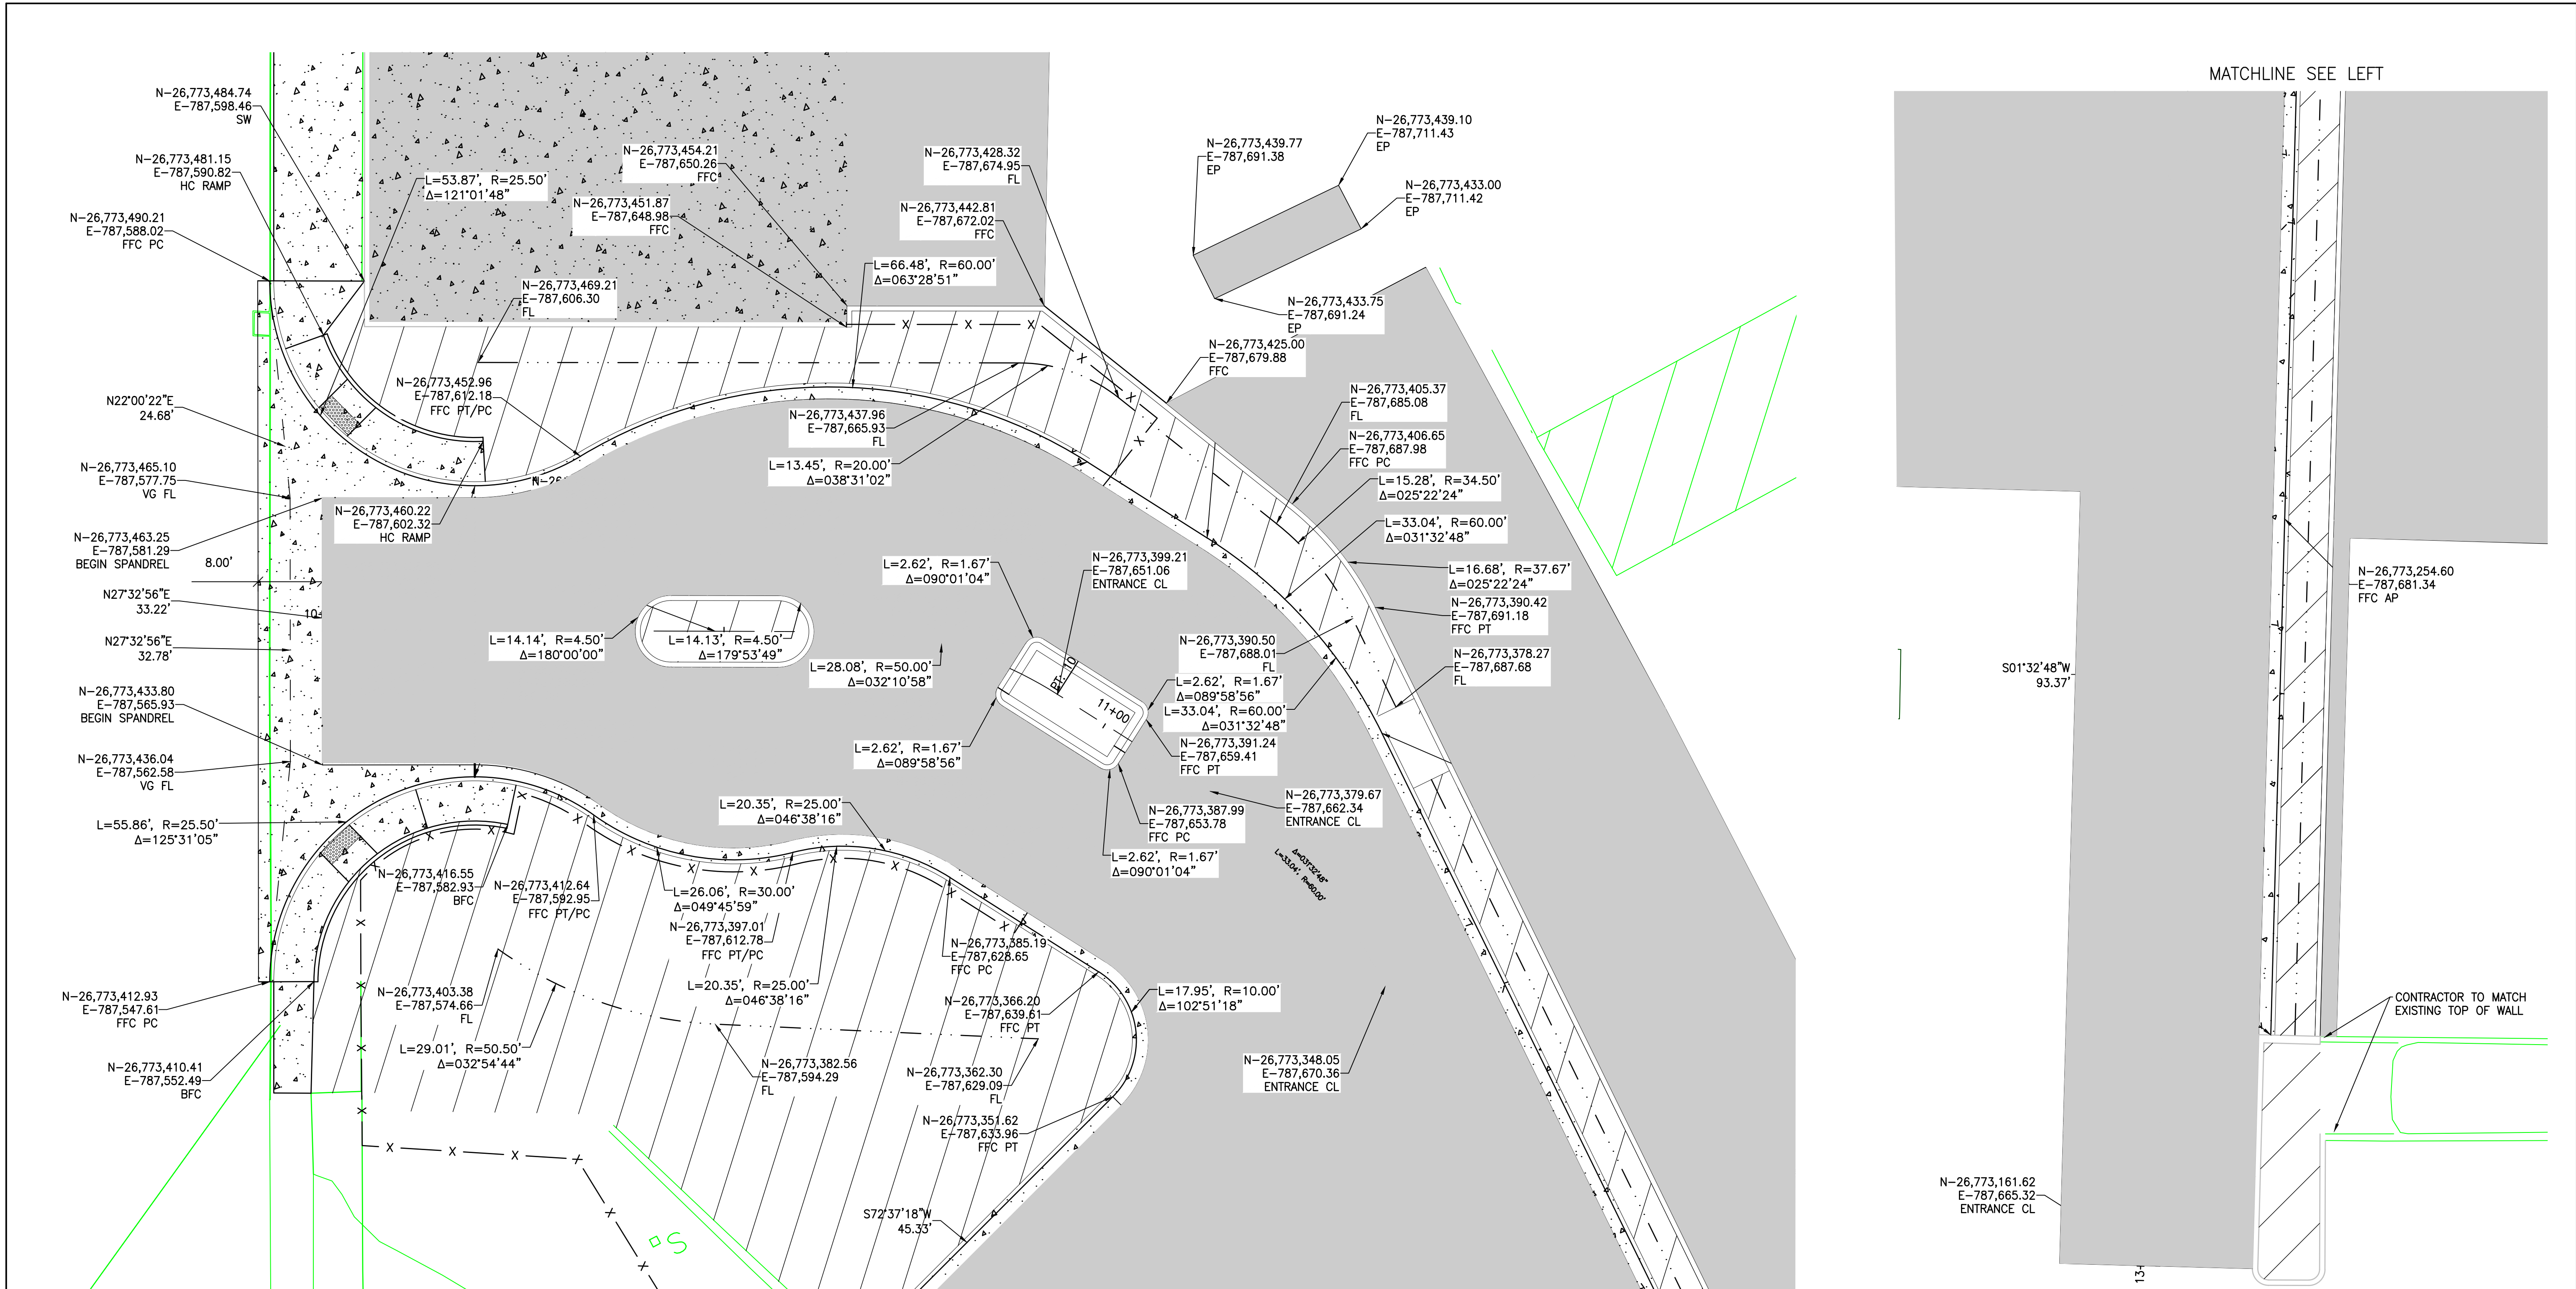 MATCHLINE SEE LEFT
N-26,773,484.74
E-787,598.46
SW
N-26,773,481.15
E-787,590.82
HC RAMP
N-26,773,490.21
E-787,588.02
FFC PC
L=53.87', R=25.50'
Δ=121°01'48"
N-26,773,454.21
E-787,650.26
FFC
N-26,773,451.87
E-787,648.98
FFC
N-26,773,428.32
E-787,674.95
FL
N-26,773,442.81
E-787,672.02
FFC
L=66.48', R=60.00'
Δ=063°28'51"
N-26,773,439.77
E-787,691.38
EP
N-26,773,439.10
E-787,711.43
EP
N-26,773,433.00
E-787,711.42
EP
N-26,773,433.75
E-787,691.24
EP
N-26,773,469.21
E-787,606.30
FL
N-26,773,425.00
E-787,679.88
FFC
N-26,773,452.96
E-787,612.18
FFC PT/PC
N22°00'22"E
24.68'
N-26,773,437.96
E-787,665.93
FL
L=13.45', R=20.00'
Δ=038°31'02"
N-26,773,405.37
E-787,685.08
FL
N-26,773,406.65
E-787,687.98
FFC PC
L=15.28', R=34.50'
Δ=025°22'24"
N-26,773,465.10
E-787,577.75
VG FL
N-26
N-26,773,460.22
E-787,602.32
HC RAMP
L=33.04', R=60.00'
Δ=031°32'48"
N-26,773,463.25
E-787,581.29
BEGIN SPANDREL
8.00'
L=2.62', R=1.67'
Δ=090°01'04"
N-26,773,399.21
E-787,651.06
ENTRANCE CL
L=16.68', R=37.67'
Δ=025°22'24"
N-26,773,254.60
E-787,681.34
FFC AP
N27°32'56"E
33.22'
10+
N-26,773,390.42
E-787,691.18
FFC PT
N27°32'56"E
32.78'
L=14.14', R=4.50'
Δ=180°00'00"
L=14.13', R=4.50'
Δ=179°53'49"
L=28.08', R=50.00'
Δ=032°10'58"
PT: 10
11+00
N-26,773,390.50
E-787,688.01
FL
N-26,773,378.27
E-787,687.68
FL
S01°32'48"W
93.37'
L=2.62', R=1.67'
Δ=089°58'56"
L=33.04', R=60.00'
Δ=031°32'48"
N-26,773,433.80
E-787,565.93
BEGIN SPANDREL
L=2.62', R=1.67'
Δ=089°58'56"
N-26,773,391.24
E-787,659.41
FFC PT
N-26,773,436.04
E-787,562.58
VG FL
L=20.35', R=25.00'
Δ=046°38'16"
N-26,773,387.99
E-787,653.78
FFC PC
N-26,773,379.67
E-787,662.34
ENTRANCE CL
L=55.86', R=25.50'
Δ=125°31'05"
L=2.62', R=1.67'
Δ=090°01'04"
Δ=031°32'48"
L=33.04', R=60.00'
N-26,773,416.55
E-787,582.93
BFC
N-26,773,412.64
E-787,592.95
FFC PT/PC
L=26.06', R=30.00'
Δ=049°45'59"
N-26,773,397.01
E-787,612.78
FFC PT/PC
N-26,773,385.19
E-787,628.65
FFC PC
L=20.35', R=25.00'
Δ=046°38'16"
N-26,773,412.93
E-787,547.61
FFC PC
N-26,773,403.38
E-787,574.66
FL
N-26,773,366.20
E-787,639.61
FFC PT
L=17.95', R=10.00'
Δ=102°51'18"
CONTRACTOR TO MATCH
EXISTING TOP OF WALL
L=29.01', R=50.50'
Δ=032°54'44"
N-26,773,410.41
E-787,552.49
BFC
N-26,773,382.56
E-787,594.29
FL
N-26,773,362.30
E-787,629.09
FL
N-26,773,348.05
E-787,670.36
ENTRANCE CL
N-26,773,351.62
E-787,633.96
FFC PT
N-26,773,161.62
E-787,665.32
ENTRANCE CL
S72°37'18"W
45.33'
S
13+